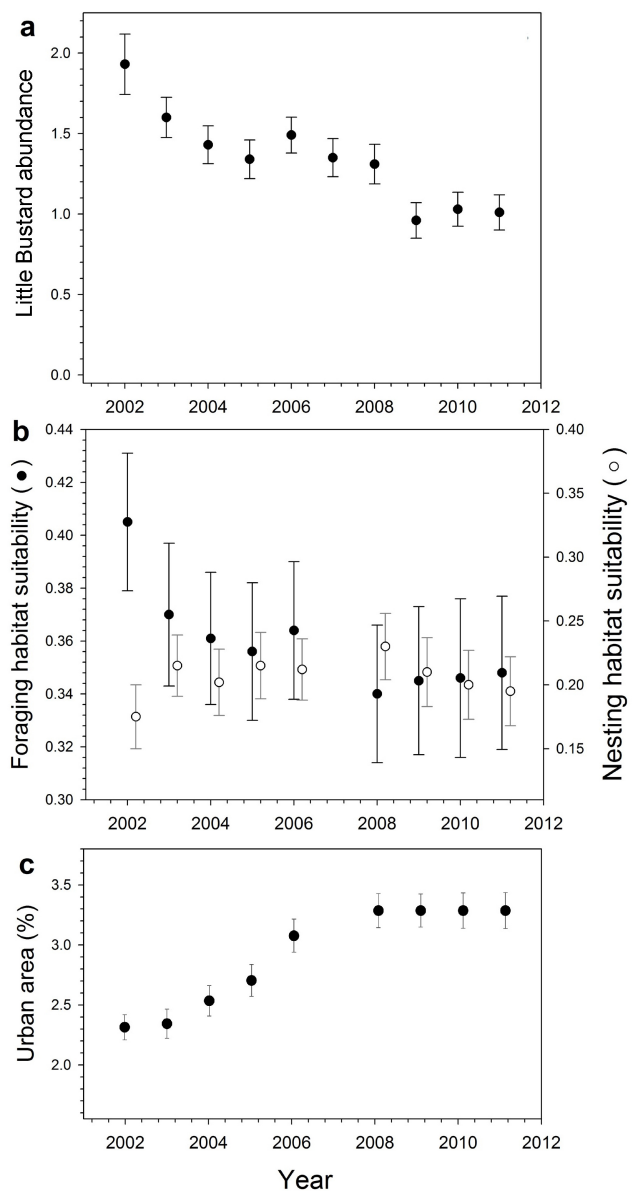 a
Little Bustard abundance
2.0
1.5
1.0
0.5
0.0
2002 2004 2006 2008 2010 2012
b
Foraging habitat suitability (●)
0.44
0.42
0.40
0.38
0.36
0.34
0.32
0.30
Nesting habitat suitability (○)
0.40
0.35
0.30
0.25
0.20
0.15
2002 2004 2006 2008 2010 2012
c
Urban area (%)
3.5
3.0
2.5
2.0
2002 2004 2006 2008 2010 2012
Year